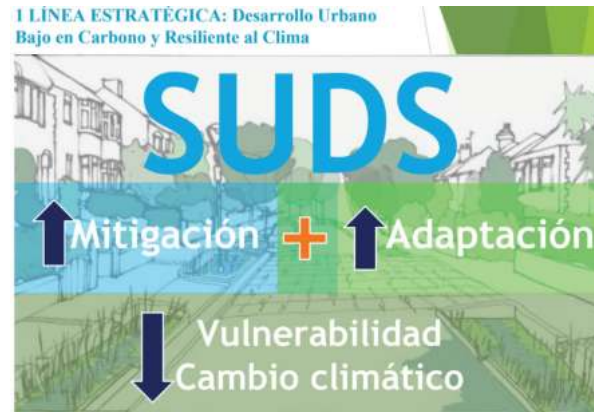 1 LÍNEA ESTRATÉGICA: Desarrollo Urbano
Bajo en Carbono y Resiliente al Clima
SUDS
Mitigación + Adaptación
Vulnerabilidad
Cambio climático